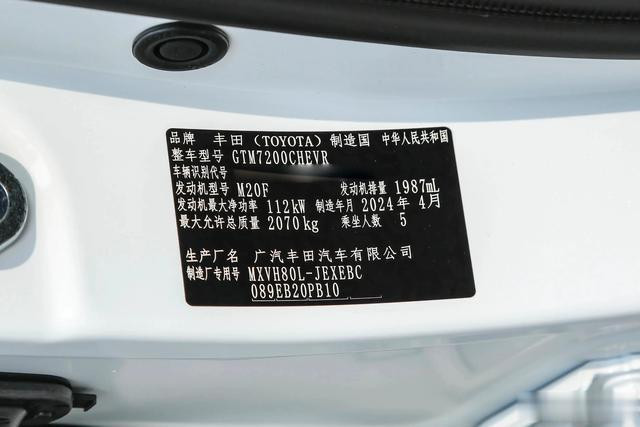 品牌 丰田（TOYOTA）制造国 中华人民共和国
整车型号 GTM7200CHEVR
车辆识别代号
发动机型号 M20F 发动机排量 1987mL
发动机最大净功率 112kW 制造年月 2024年4月
最大允许总质量 2070kg 乘坐人数 5
生产厂名 广汽丰田汽车有限公司
制造厂专用号 MXVH80L-JEXEBC
089EB20PB10